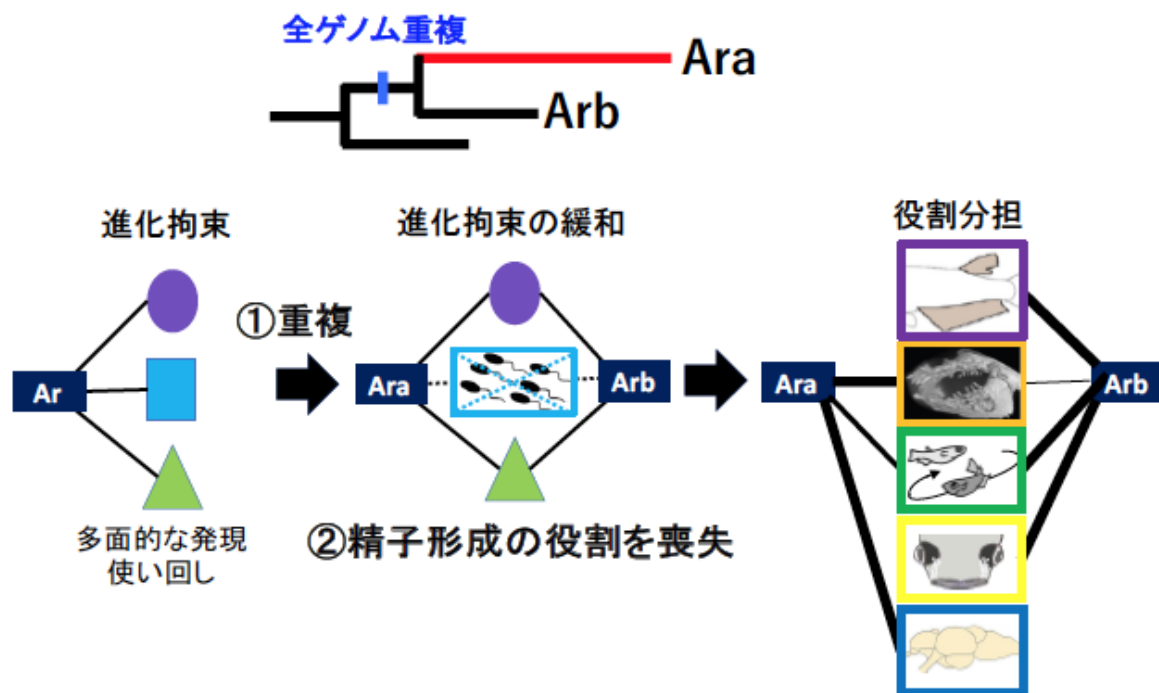 全ゲノム重複
Ara
Arb
進化拘束
進化拘束の緩和
役割分担
①重複
Ar
Ara
Arb
Ara
Arb
多面的な発現
使い回し
②精子形成の役割を喪失